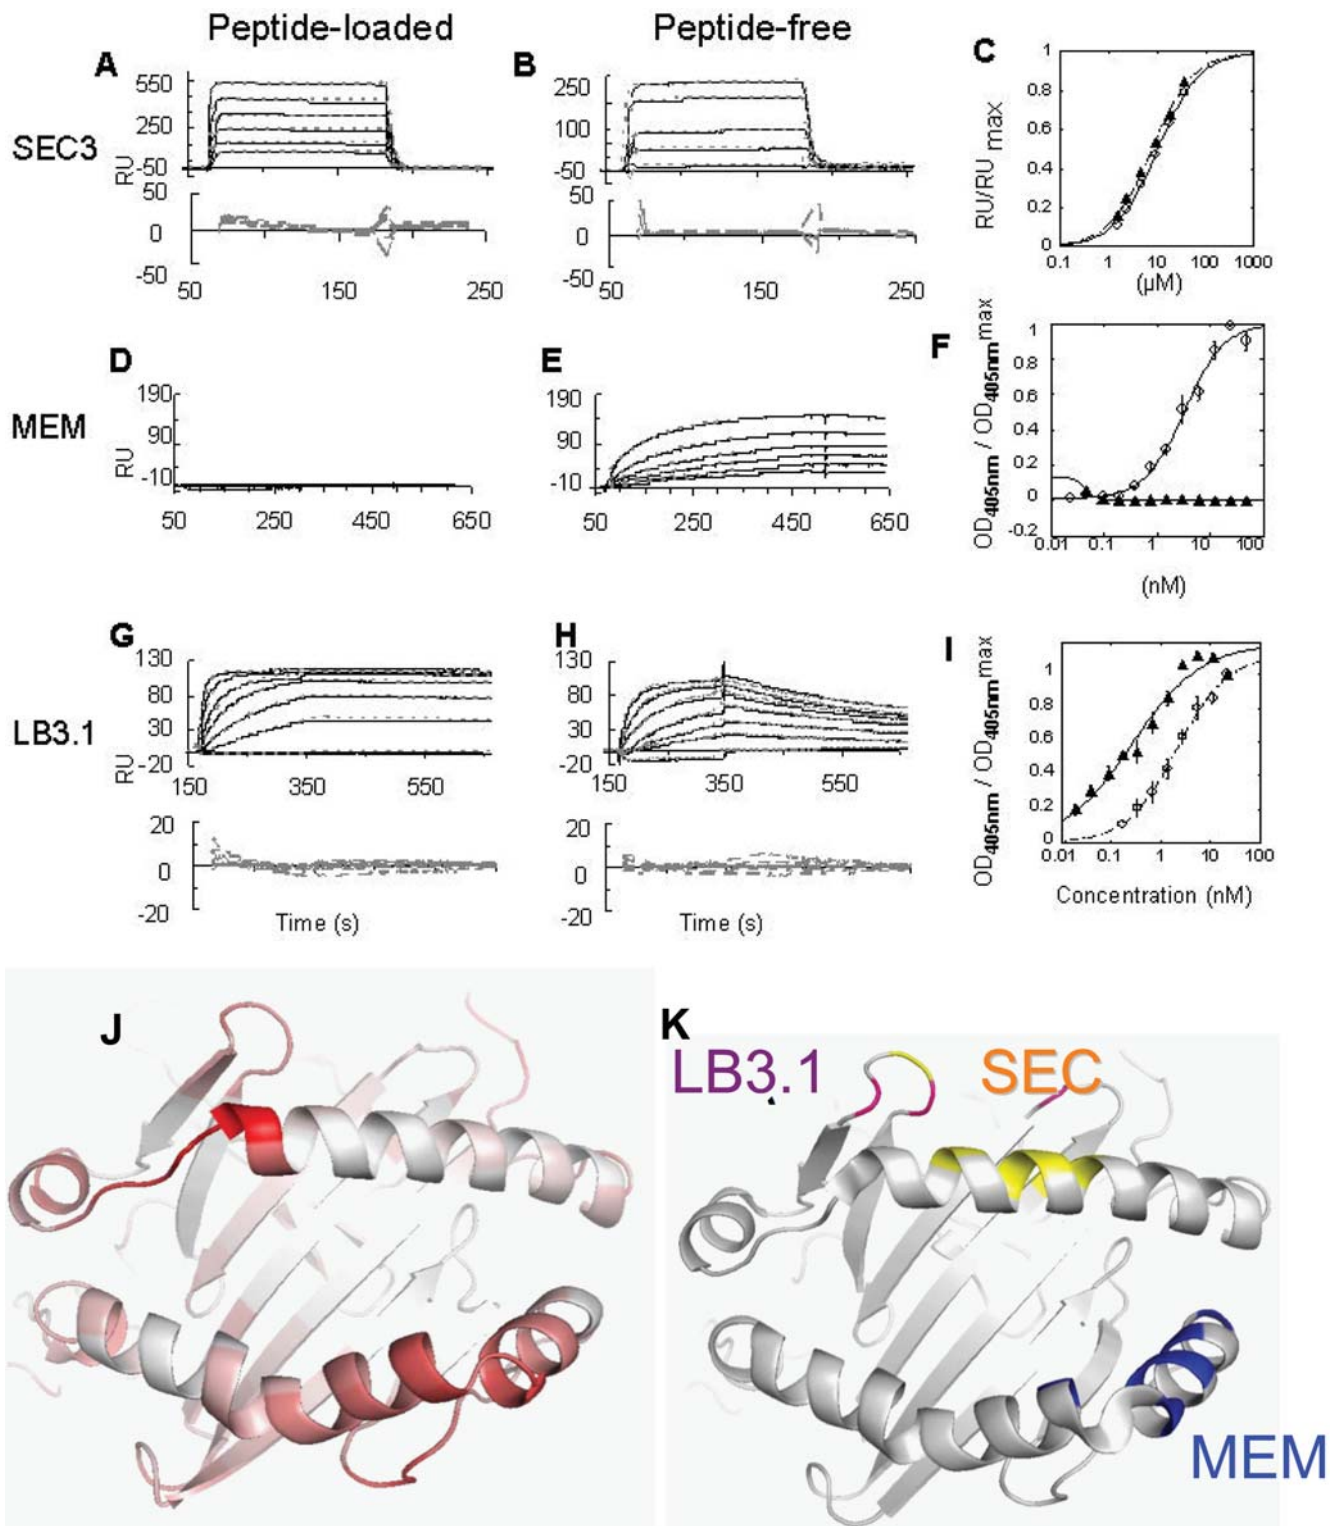 Peptide-loaded Peptide-free
A B C
SEC3
550
250
-50
RU
50
0
-50
50 150 250
250
100
-50
50
0
-50
50 150 250
1
0.8
0.6
0.4
0.2
0
RU/RU max
0.1 1 10 100 1000
(µM)
D E F
MEM
190
90
-10
RU
50 250 450 650
190
90
-10
50 250 450 650
1
0.8
0.6
0.4
0.2
0
-0.2
OD405nm / OD405nm max
0.01 0.1 1 10 100
(nM)
G H I
LB3.1
130
80
30
-20
RU
150 350 550
20
0
-20
Time (s)
130
80
30
-20
150 350 550
20
0
-20
Time (s)
1
0.8
0.6
0.4
0.2
0
OD405nm / OD405nm max
0.01 0.1 1 10 100
Concentration (nM)
J K
LB3.1 SEC
MEM